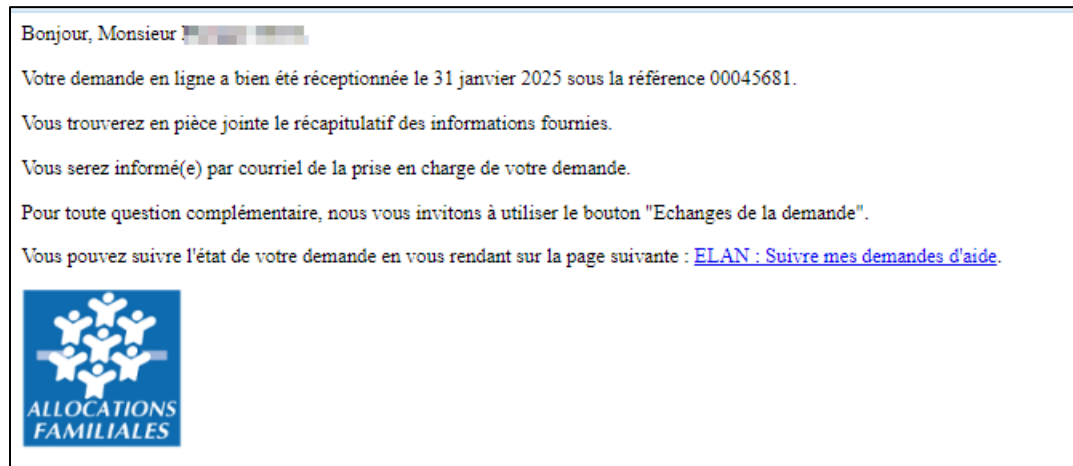 Bonjour, Monsieur
Votre demande en ligne a bien été réceptionnée le 31 janvier 2025 sous la référence 00045681.
Vous trouverez en pièce jointe le récapitulatif des informations fournies.
Vous serez informé(e) par courriel de la prise en charge de votre demande.
Pour toute question complémentaire, nous vous invitons à utiliser le bouton "Echanges de la demande".
Vous pouvez suivre l'état de votre demande en vous rendant sur la page suivante : ELAN : Suivre mes demandes d'aide.
ALLOCATIONS
FAMILIALES